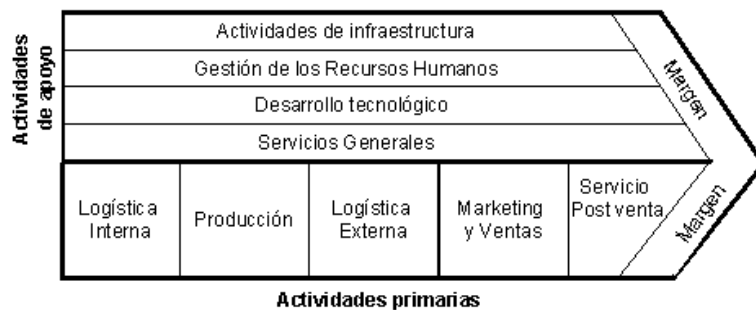 Actividades
de apoyo
Actividades de infraestructura
Gestión de los Recursos Humanos
Desarrollo tecnológico
Servicios Generales
Margen
Logística
Interna
Producción
Logística
Externa
Marketing
y Ventas
Servicio
Post venta
Margen
Actividades primarias